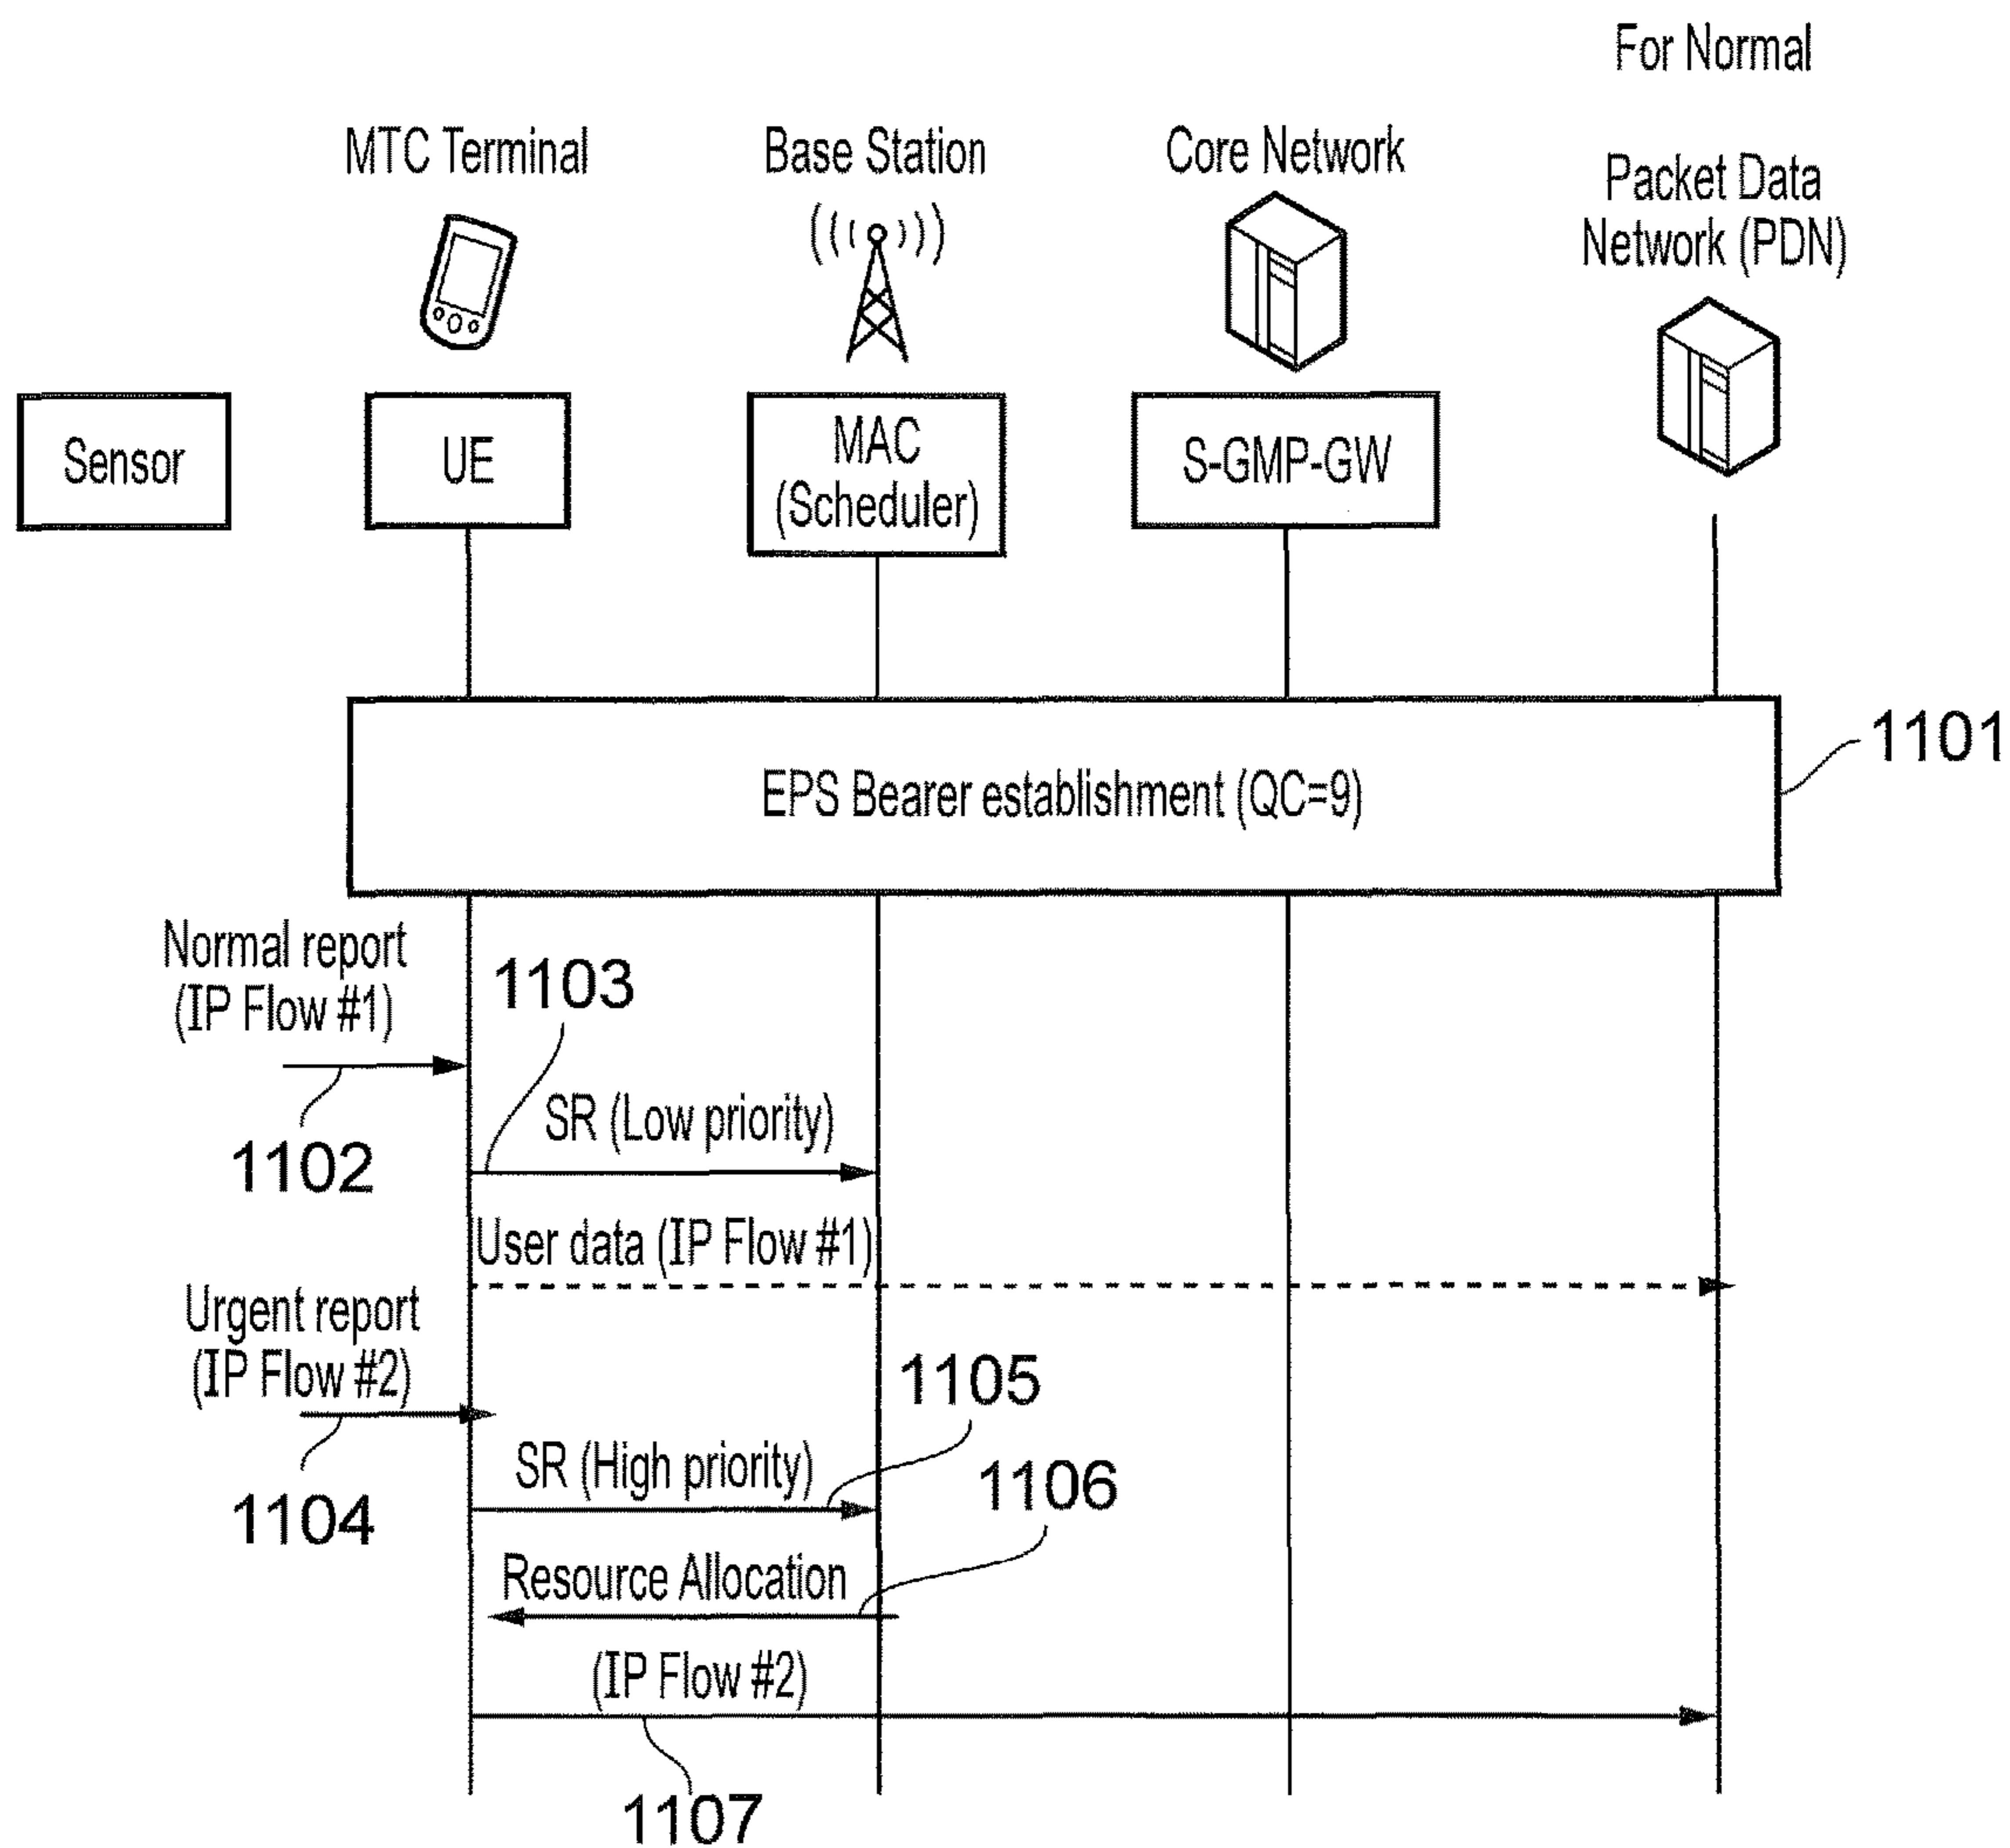 For Normal
MTC Terminal
Base Station
Core Network
Packet Data
Network (PDN)
Sensor
UE
MAC
(Scheduler)
S-GMP-GW
EPS Bearer establishment (QC=9)
1101
Normal report
(IP Flow #1)
1103
1102
SR (Low priority)
User data (IP Flow #1)
Urgent report
(IP Flow #2)
1105
1104
SR (High priority)
1106
Resource Allocation
(IP Flow #2)
1107